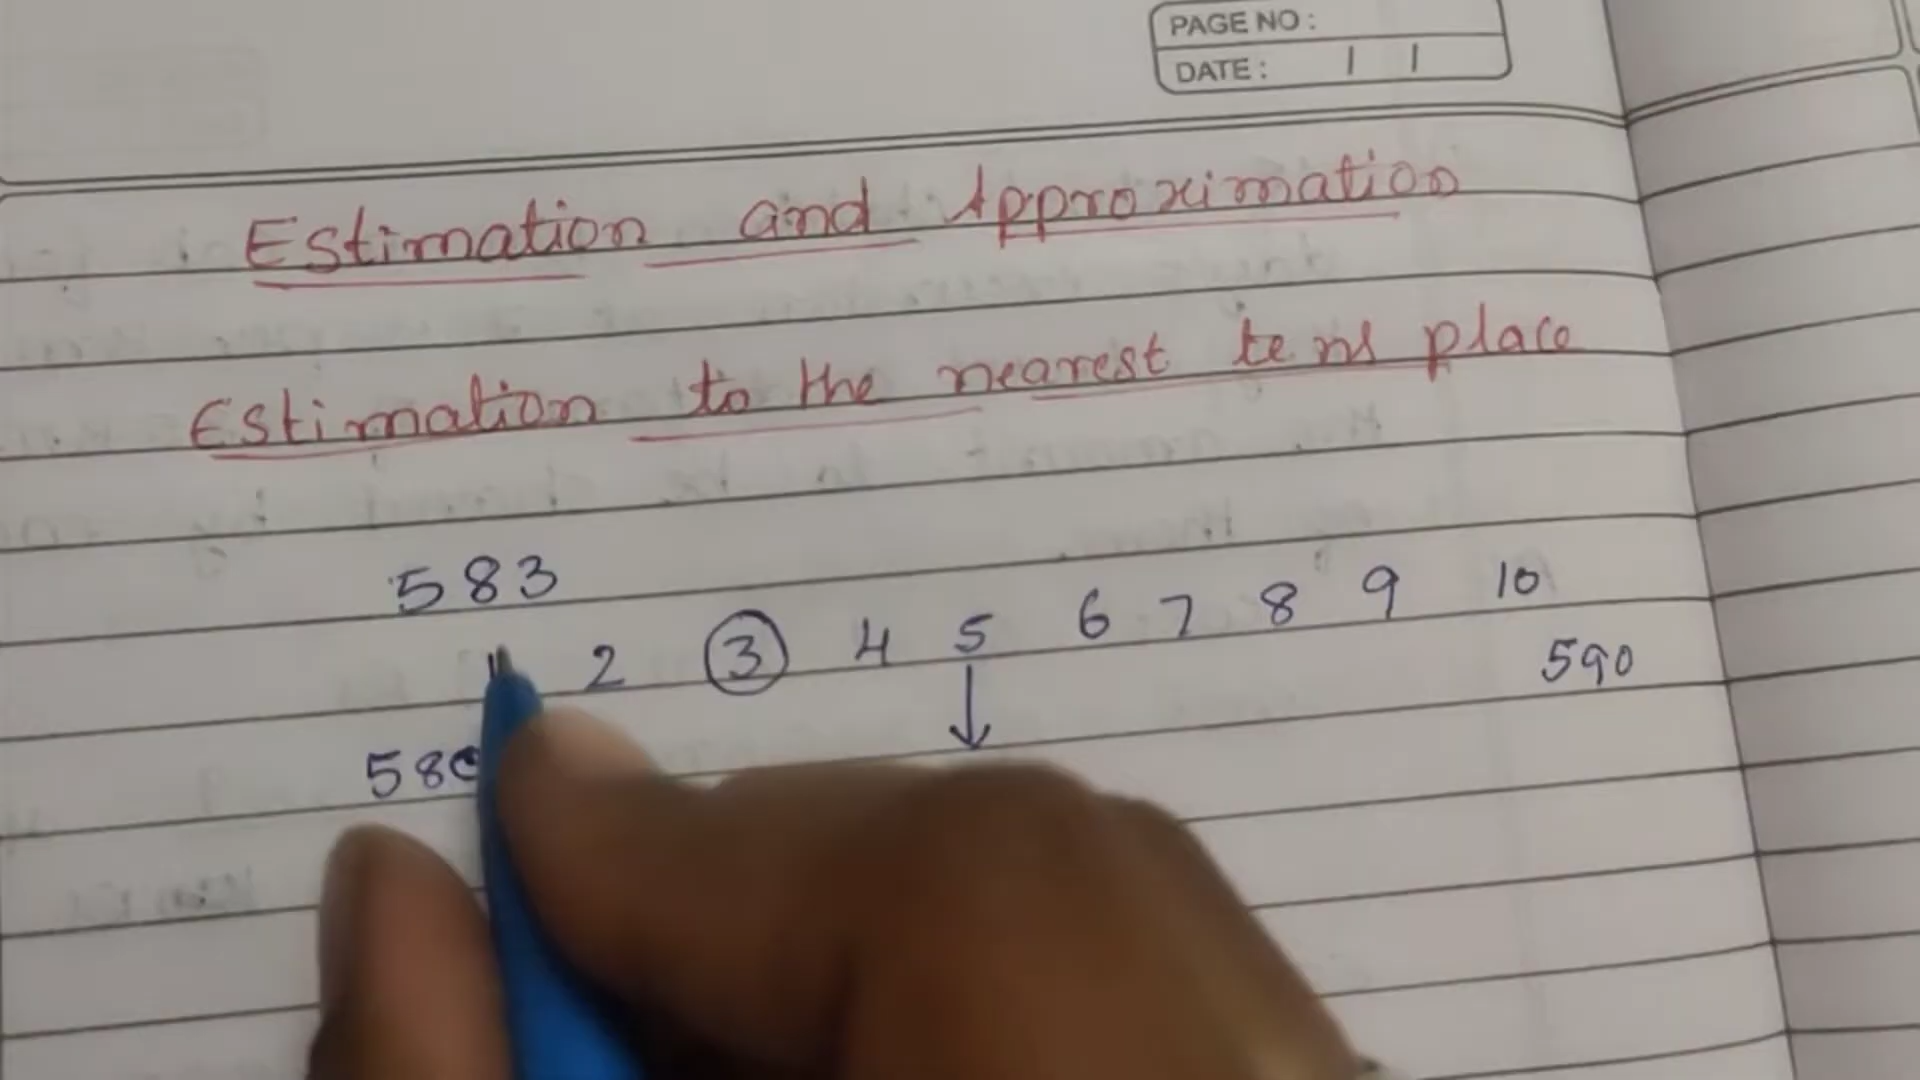 PAGE NO :
DATE : / /
Estimation and Approximation
Estimation to the nearest tens place
583
1 2 3 4 5 6 7 8 9 10
580 590